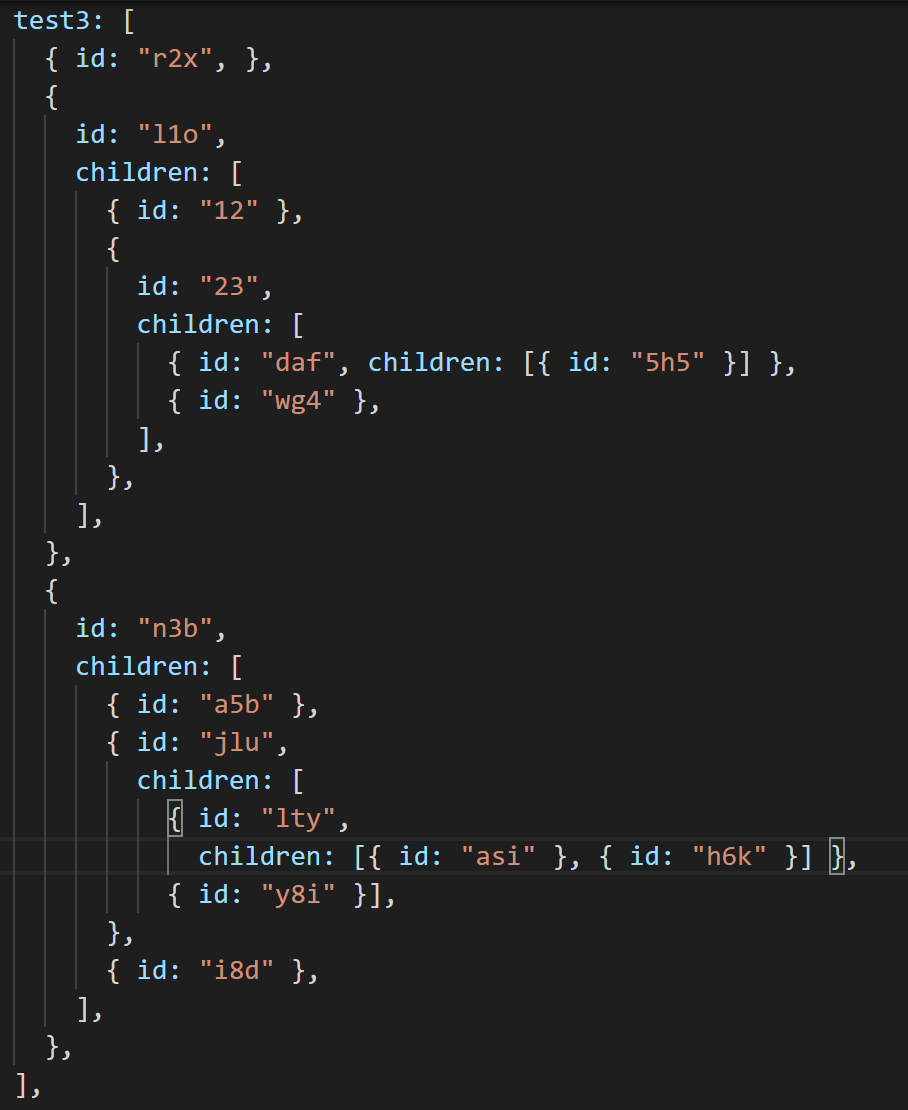 test3: [
  { id: "r2x", },
  {
    id: "l1o",
    children: [
      { id: "12" },
      {
        id: "23",
        children: [
          { id: "daf", children: [{ id: "5h5" }] },
          { id: "wg4" },
        ],
      },
    ],
  },
  {
    id: "n3b",
    children: [
      { id: "a5b" },
      { id: "jlu",
        children: [
          { id: "lty",
            children: [{ id: "asi" }, { id: "h6k" }] },
          { id: "y8i" }],
      },
      { id: "i8d" },
    ],
  },
],